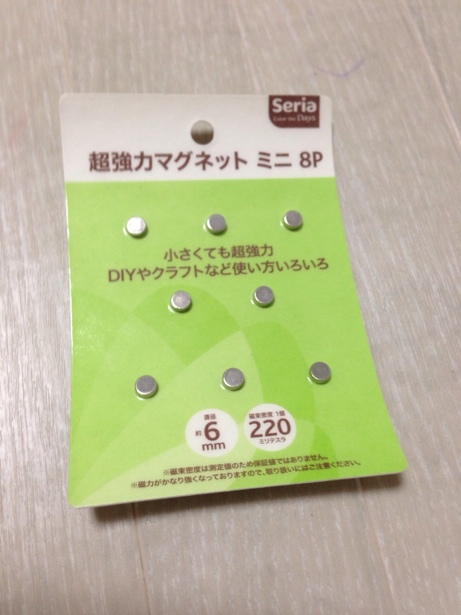 Seria
Color the Days
超強力マグネット ミニ 8P
小さくても超強力
DIYやクラフトなど使い方いろいろ
直径
約6
mm
磁束密度 1個
220
ミリテスラ
※磁束密度は測定値のため保証値ではありません。
※磁力がかなり強くなっておりますので、取り扱いにはご注意ください。